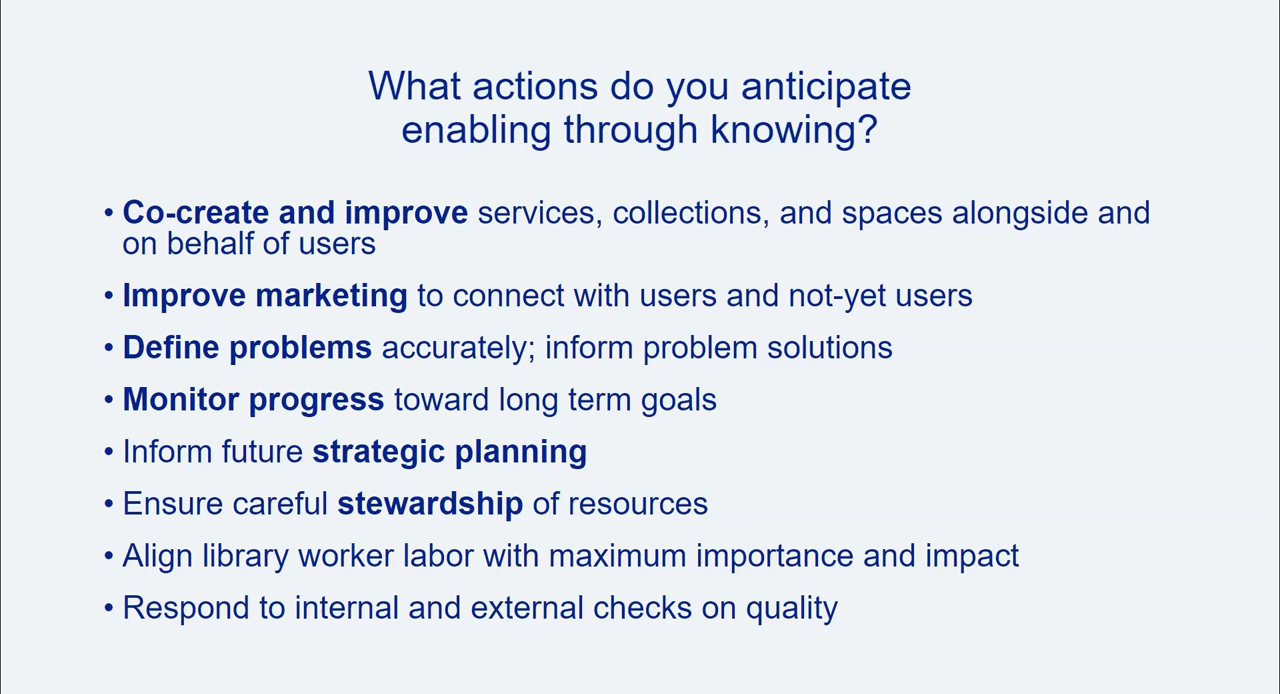 What actions do you anticipate
enabling through knowing?
• Co-create and improve services, collections, and spaces alongside and
on behalf of users
• Improve marketing to connect with users and not-yet users
• Define problems accurately; inform problem solutions
• Monitor progress toward long term goals
• Inform future strategic planning
• Ensure careful stewardship of resources
• Align library worker labor with maximum importance and impact
• Respond to internal and external checks on quality